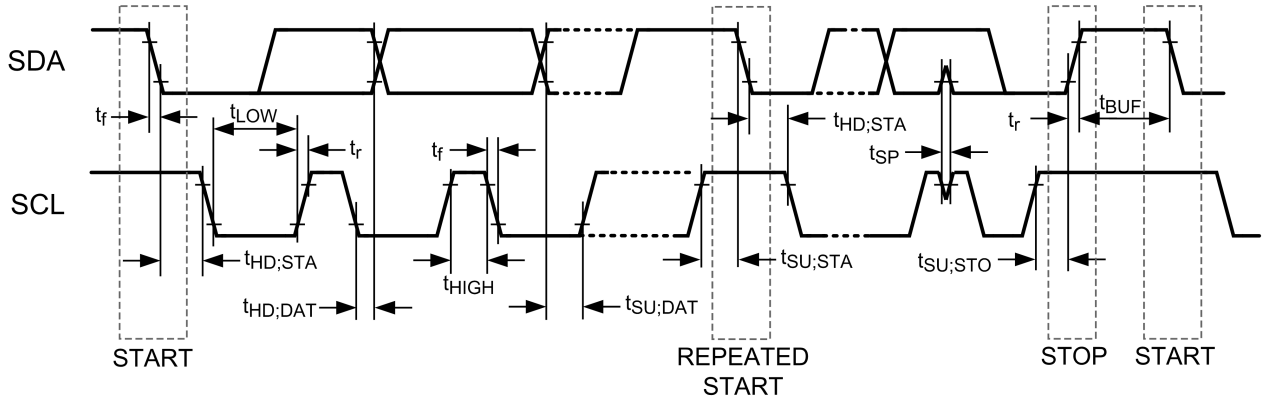 SDA
tf
tLOW
tr
tf
tHD;STA
tSP
tr
tBUF
SCL
tHD;STA
tHD;DAT
tHIGH
tSU;DAT
tSU;STA
tSU;STO
START
REPEATED
START
STOP
START